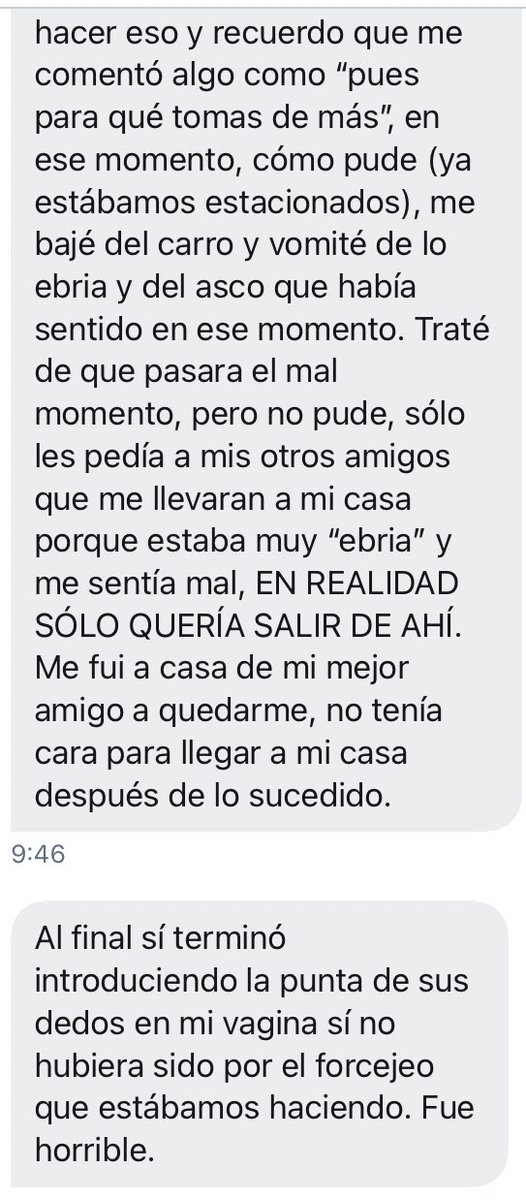 hacer eso y recuerdo que me
comentó algo como “pues
para qué tomas de más”, en
ese momento, cómo pude (ya
estábamos estacionados), me
bajé del carro y vomité de lo
ebria y del asco que había
sentido en ese momento. Traté
de que pasara el mal
momento, pero no pude, sólo
les pedía a mis otros amigos
que me llevaran a mi casa
porque estaba muy “ebria” y
me sentía mal, EN REALIDAD
SÓLO QUERÍA SALIR DE AHÍ.
Me fui a casa de mi mejor
amigo a quedarme, no tenía
cara para llegar a mi casa
después de lo sucedido.
9:46
Al final sí terminó
introduciendo la punta de sus
dedos en mi vagina sí no
hubiera sido por el forcejeo
que estábamos haciendo. Fue
horrible.